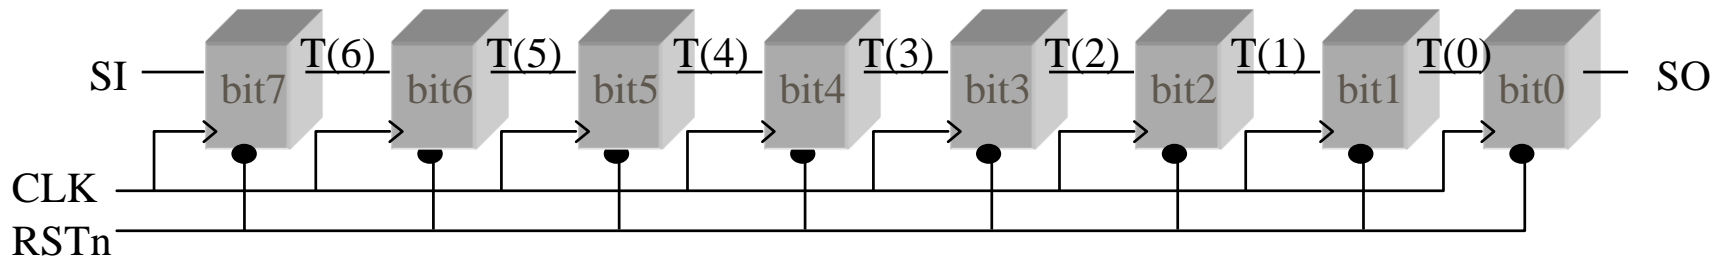 T(6) T(5) T(4) T(3) T(2) T(1) T(0)
SI bit7 bit6 bit5 bit4 bit3 bit2 bit1 bit0 SO
CLK
RSTn